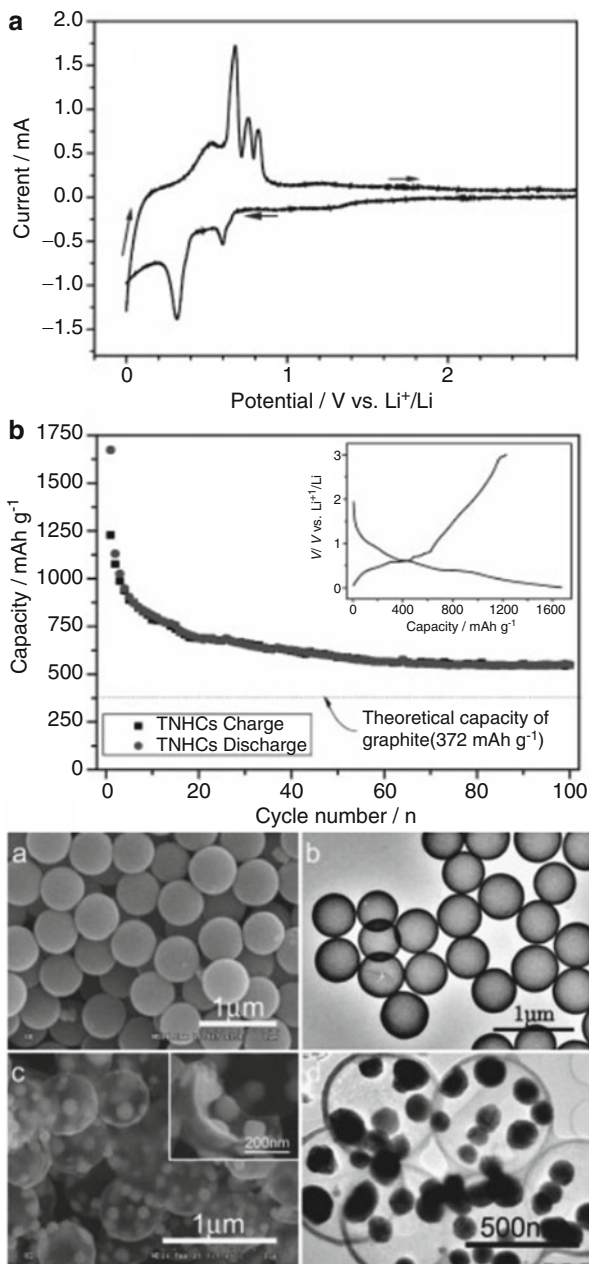 a
2.0
1.5
1.0
0.5
0.0
−0.5
−1.0
−1.5
Current / mA
0
1
2
Potential / V vs. Li⁺/Li
b
1750
1500
1250
1000
750
500
250
0
Capacity / mAh g⁻¹
3
2
1
0
V/ V vs. Li⁺¹/Li
0 400 800 1200 1600
Capacity / mAh g⁻¹
TNHCs Charge
TNHCs Discharge
Theoretical capacity of
graphite(372 mAh g⁻¹)
0 20 40 60 80 100
Cycle number / n
a
1μm
b
1μm
c
200nm
1μm
d
500nm